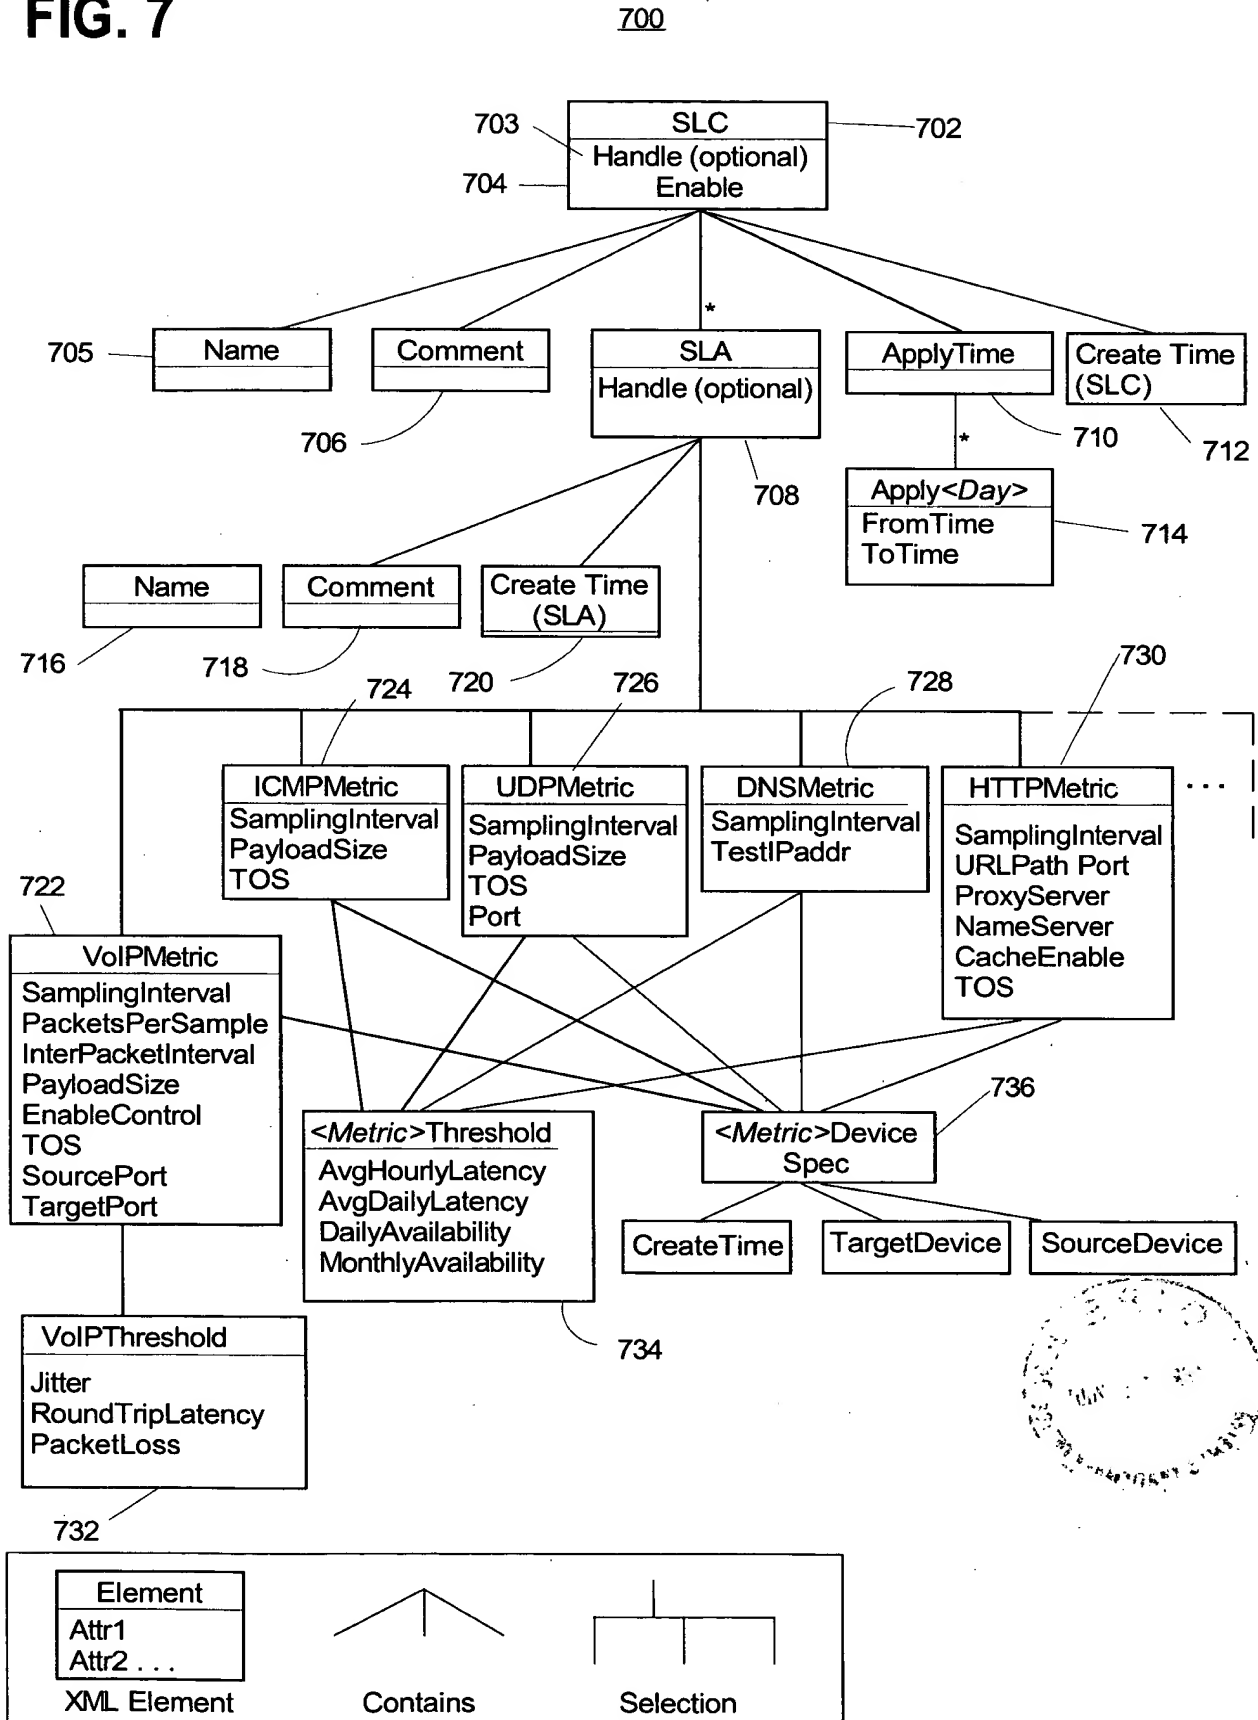 FIG. 7
700
SLC
Handle (optional)
Enable
703
702
704
Name
Comment
*
SLA
Handle (optional)
ApplyTime
Create Time
(SLC)
705
706
708
710
712
*
Apply<Day>
FromTime
ToTime
714
Name
Comment
Create Time
(SLA)
716
718
720
724
726
728
730
ICMPMetric
SamplingInterval
PayloadSize
TOS
UDPMetric
SamplingInterval
PayloadSize
TOS
Port
DNSMetric
SamplingInterval
TestIPaddr
HTTPMetric
SamplingInterval
URLPath Port
ProxyServer
NameServer
CacheEnable
TOS
...
722
VoIPMetric
SamplingInterval
PacketsPerSample
InterPacketInterval
PayloadSize
EnableControl
TOS
SourcePort
TargetPort
<Metric>Threshold
AvgHourlyLatency
AvgDailyLatency
DailyAvailability
MonthlyAvailability
734
<Metric>Device
Spec
736
CreateTime
TargetDevice
SourceDevice
VoIPThreshold
Jitter
RoundTripLatency
PacketLoss
732
Element
Attr1
Attr2 . . .
XML Element
Contains
Selection